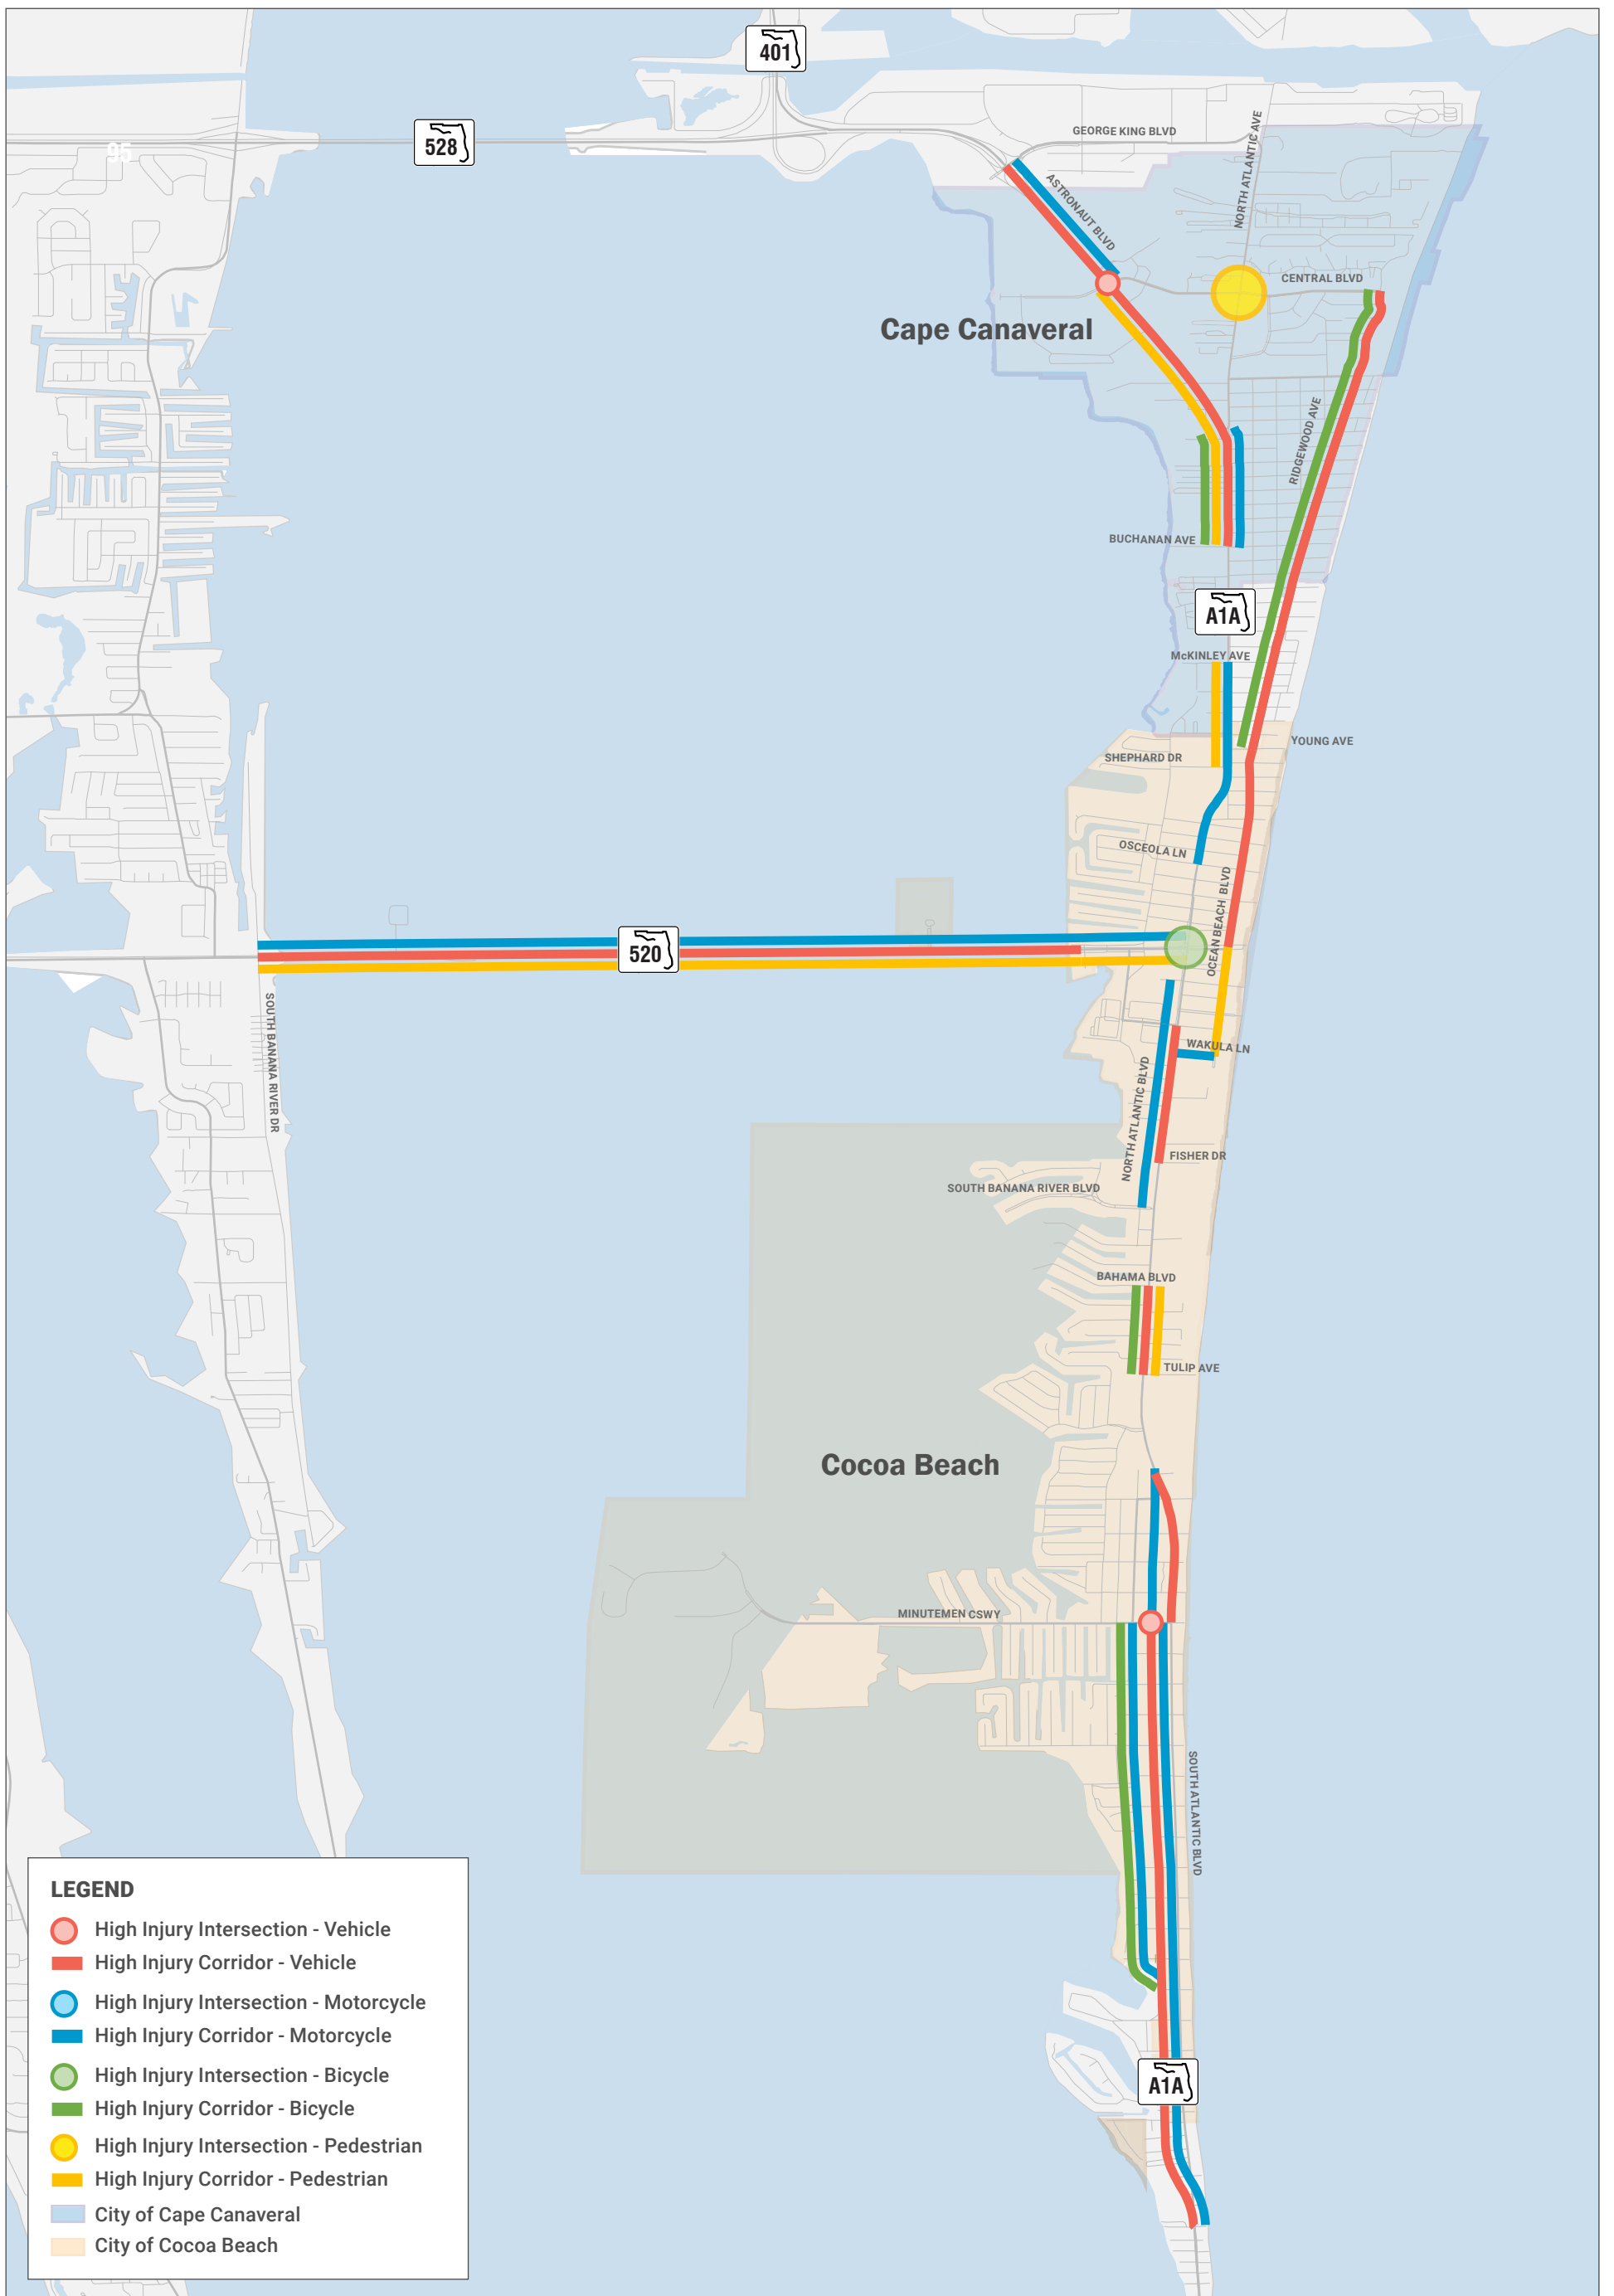 401
528
95
GEORGE KING BLVD
NORTH ATLANTIC AVE
ASTRONAUT BLVD
CENTRAL BLVD
Cape Canaveral
RIDGEWOOD AVE
BUCHANAN AVE
A1A
McKINLEY AVE
YOUNG AVE
SHEPHARD DR
OSCEOLA LN
OCEAN BEACH BLVD
520
SOUTH BANANA RIVER DR
WAKULA LN
NORTH ATLANTIC BLVD
FISHER DR
SOUTH BANANA RIVER BLVD
BAHAMA BLVD
TULIP AVE
Cocoa Beach
MINUTEMEN CSWY
SOUTH ATLANTIC BLVD
A1A
LEGEND
High Injury Intersection - Vehicle
High Injury Corridor - Vehicle
High Injury Intersection - Motorcycle
High Injury Corridor - Motorcycle
High Injury Intersection - Bicycle
High Injury Corridor - Bicycle
High Injury Intersection - Pedestrian
High Injury Corridor - Pedestrian
City of Cape Canaveral
City of Cocoa Beach